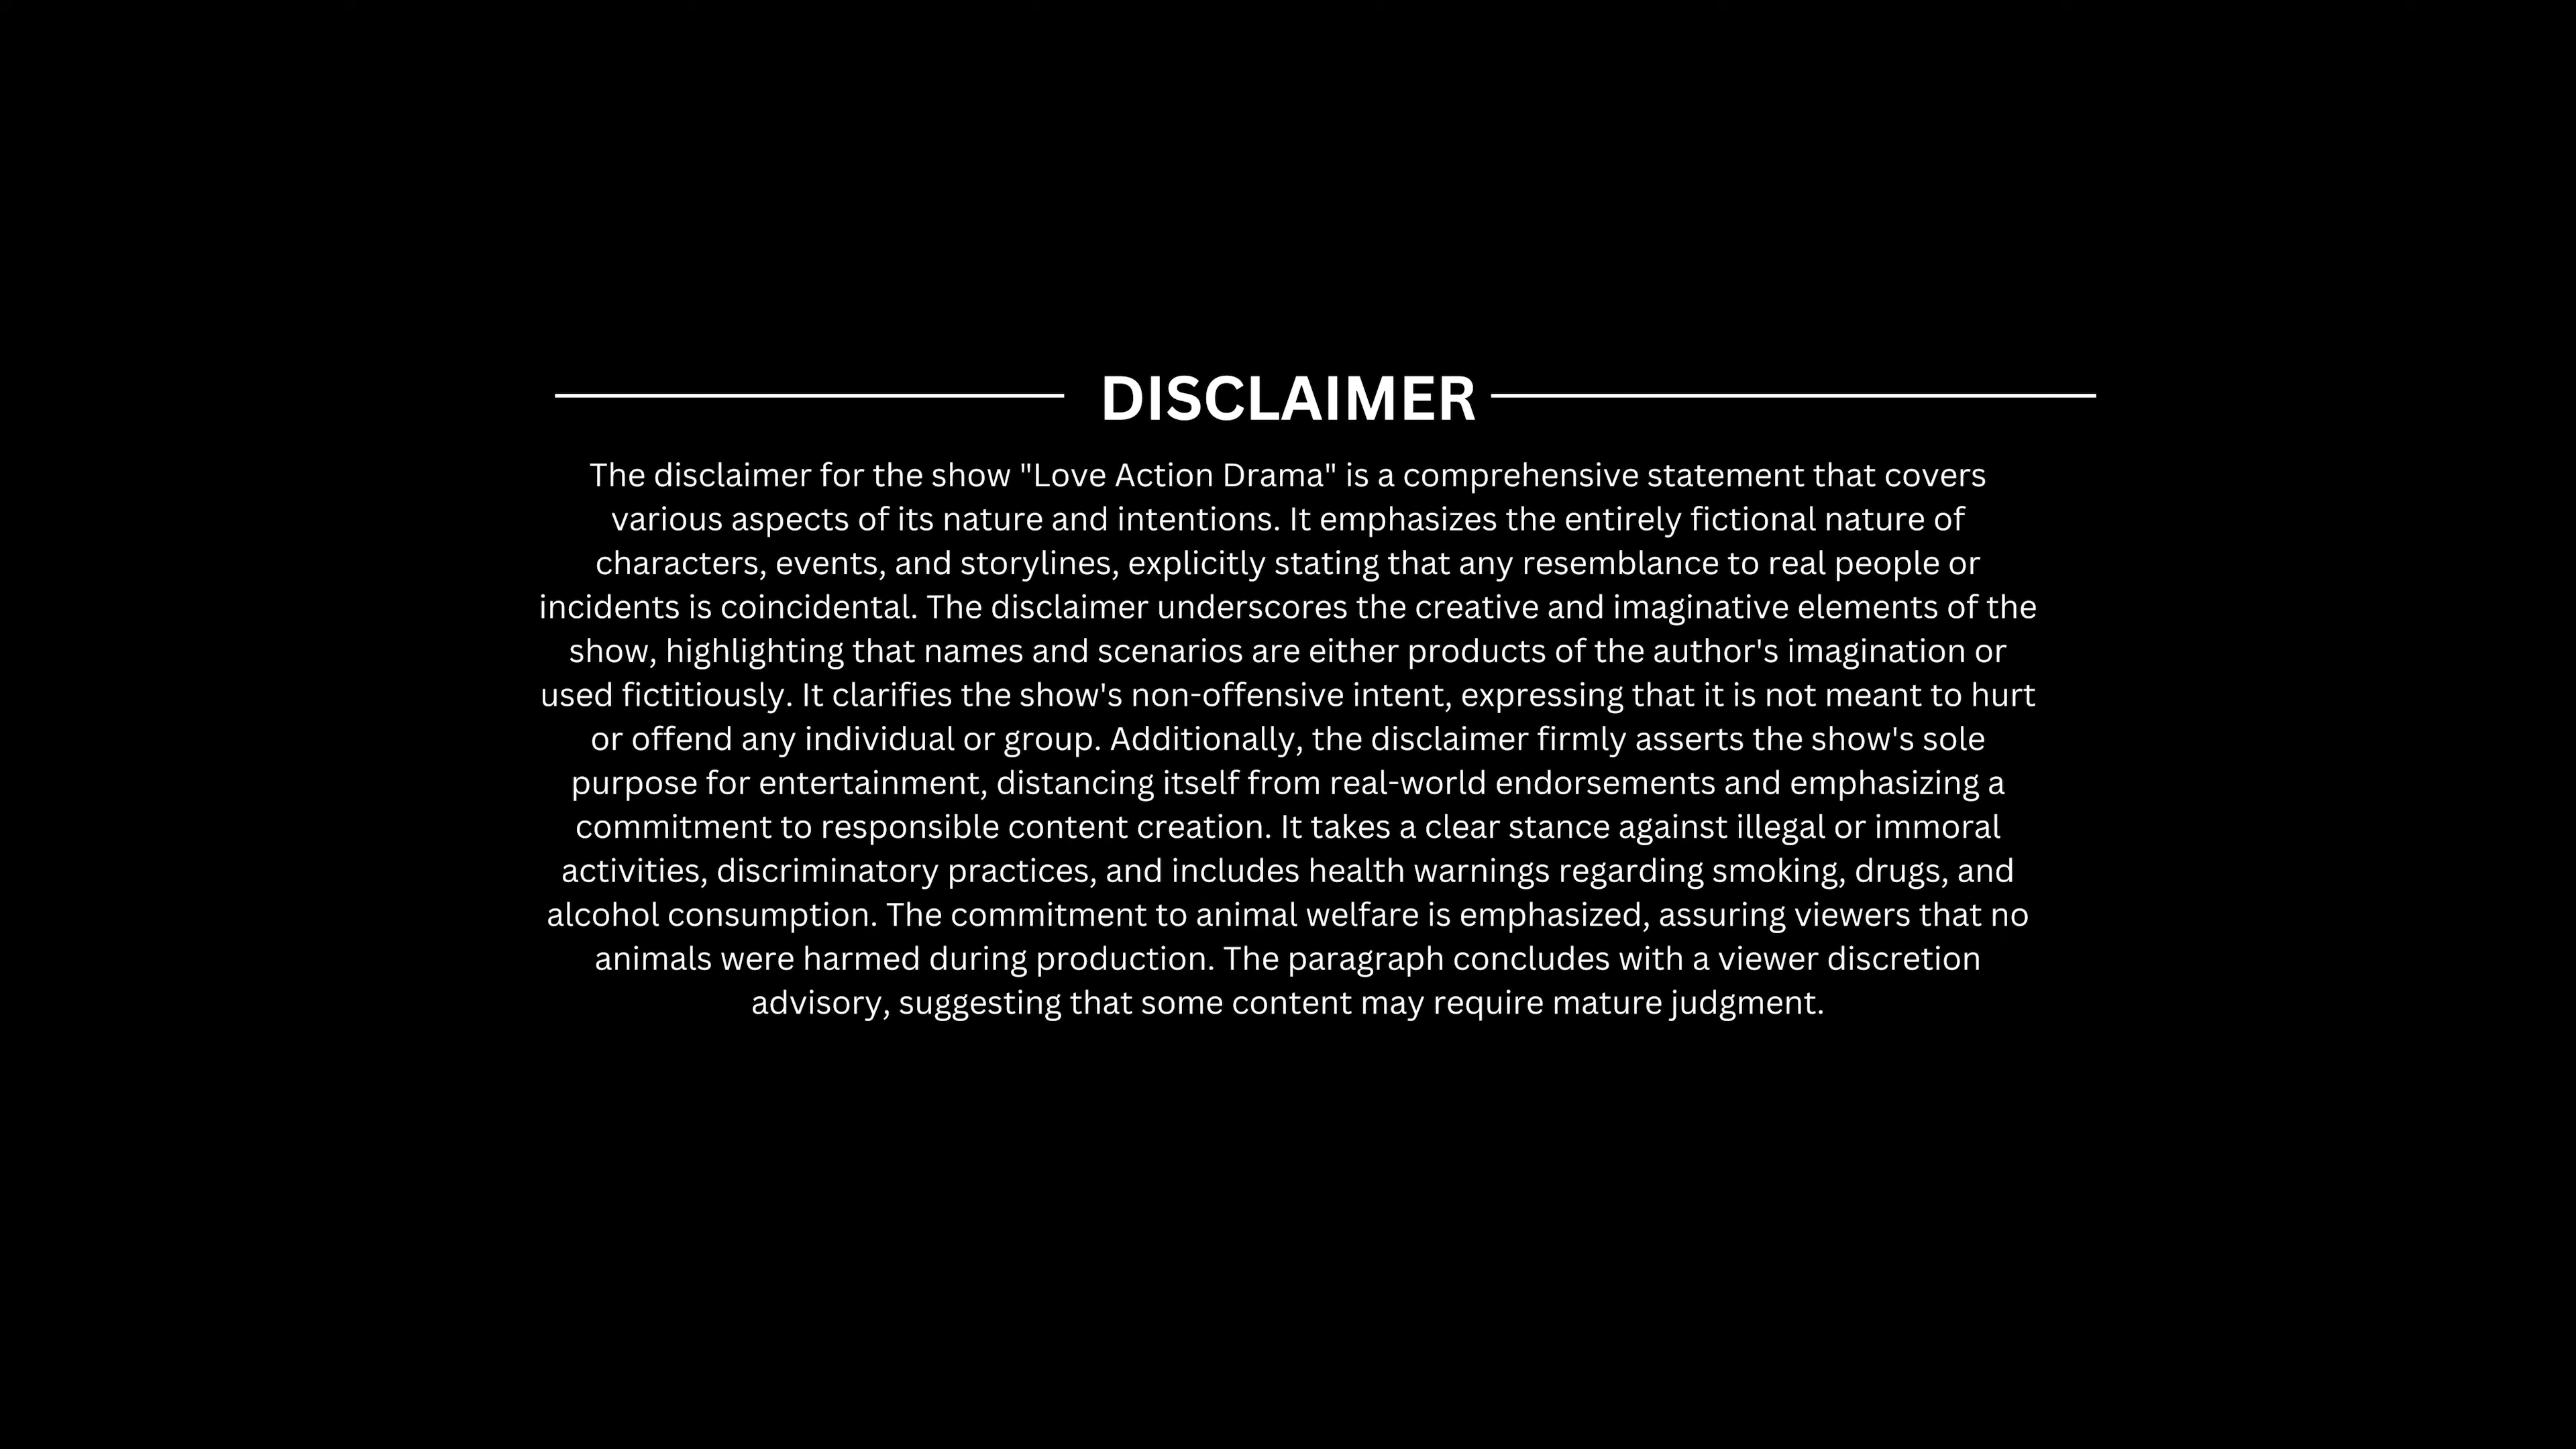 DISCLAIMER
The disclaimer for the show "Love Action Drama" is a comprehensive statement that covers
various aspects of its nature and intentions. It emphasizes the entirely fictional nature of
characters, events, and storylines, explicitly stating that any resemblance to real people or
incidents is coincidental. The disclaimer underscores the creative and imaginative elements of the
show, highlighting that names and scenarios are either products of the author's imagination or
used fictitiously. It clarifies the show's non-offensive intent, expressing that it is not meant to hurt
or offend any individual or group. Additionally, the disclaimer firmly asserts the show's sole
purpose for entertainment, distancing itself from real-world endorsements and emphasizing a
commitment to responsible content creation. It takes a clear stance against illegal or immoral
activities, discriminatory practices, and includes health warnings regarding smoking, drugs, and
alcohol consumption. The commitment to animal welfare is emphasized, assuring viewers that no
animals were harmed during production. The paragraph concludes with a viewer discretion
advisory, suggesting that some content may require mature judgment.